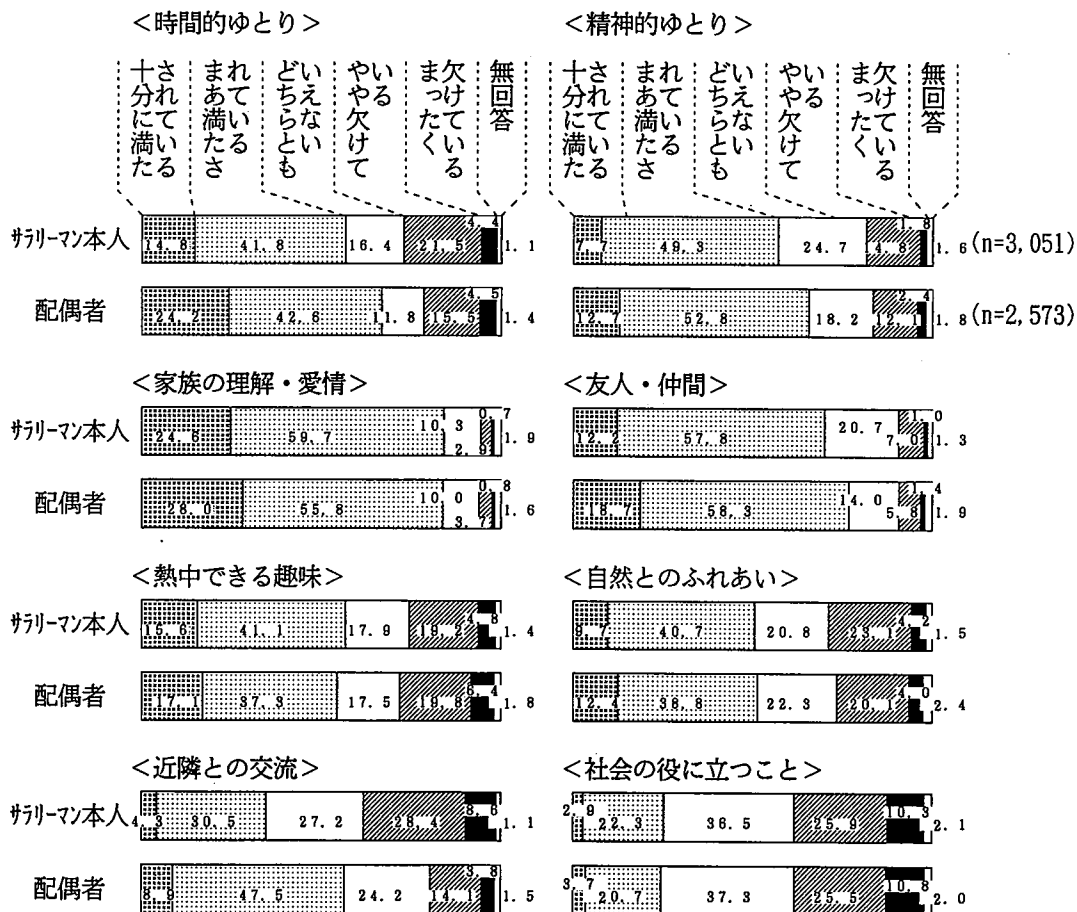 ＜時間的ゆとり＞
十分に満たされている
まあ満たされている
どちらともいえない
やや欠けている
まったく欠けている
無回答
サラリーマン本人 14.8 41.8 16.4 21.5 4.4 1.1
配偶者 24.2 42.6 11.8 15.5 4.5 1.4
＜精神的ゆとり＞
十分に満たされている
まあ満たされている
どちらともいえない
やや欠けている
まったく欠けている
無回答
7.7 49.3 24.7 14.8 1.8 1.6 (n=3,051)
12.7 52.8 18.2 12.1 2.4 1.8 (n=2,573)
＜家族の理解・愛情＞
サラリーマン本人 24.6 59.7 10.3 2.9 0.7 1.9
配偶者 28.0 55.8 10.0 3.7 0.8 1.6
＜友人・仲間＞
12.2 57.8 20.7 7.0 1.0 1.3
18.7 58.3 14.0 5.8 1.4 1.9
＜熱中できる趣味＞
サラリーマン本人 15.6 41.1 17.9 19.2 4.8 1.4
配偶者 17.1 37.3 17.5 19.8 6.4 1.8
＜自然とのふれあい＞
9.7 40.7 20.8 23.1 4.2 1.5
12.4 38.8 22.3 20.1 4.0 2.4
＜近隣との交流＞
サラリーマン本人 4.3 30.5 27.2 28.4 8.6 1.1
配偶者 8.9 47.5 24.2 14.1 3.8 1.5
＜社会の役に立つこと＞
2.9 22.3 36.5 25.9 10.3 2.1
3.7 20.7 37.3 25.5 10.8 2.0